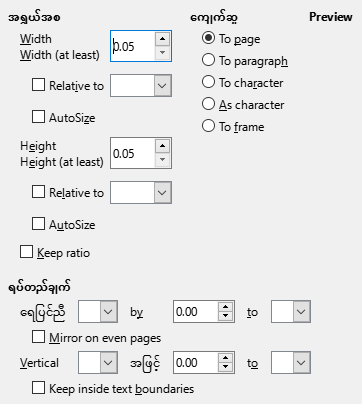 အရွယ်အစ ကျောက်ဆူ Preview
Width
Width (at least) 0.05
To page
To paragraph
Relative to
To character
AutoSize
As character
To frame
Height
Height (at least) 0.05
Relative to
AutoSize
Keep ratio
ရပ်တည်ချက်
ရေပြင်ညီ by 0.00 to
Mirror on even pages
Vertical အားဖြင့် 0.00 to
Keep inside text boundaries